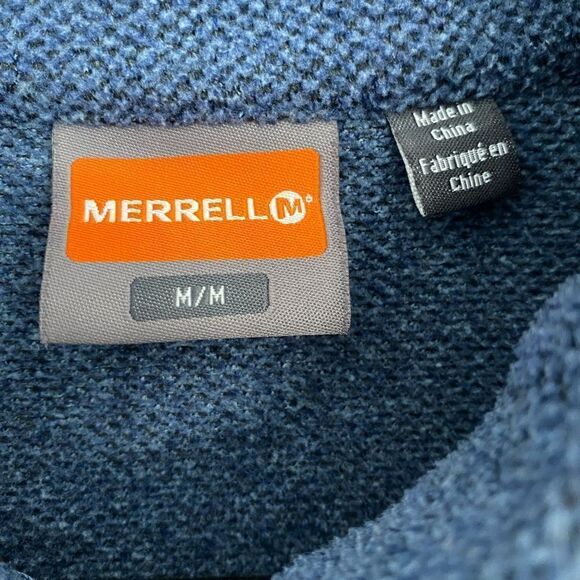 MERRELL M
M/M
Made in
China
Fabriqué en
Chine